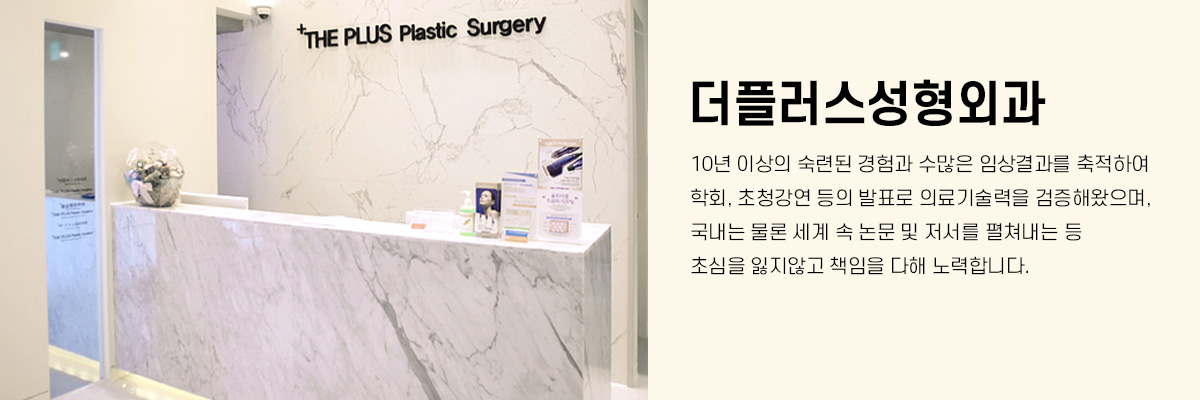 +THE PLUS Plastic Surgery
더플러스성형외과
10년 이상의 숙련된 경험과 수많은 임상결과를 축적하여
학회, 초청강연 등의 발표로 의료기술력을 검증해왔으며,
국내는 물론 세계 속 논문 및 저서를 펼쳐내는 등
초심을 잃지않고 책임을 다해 노력합니다.